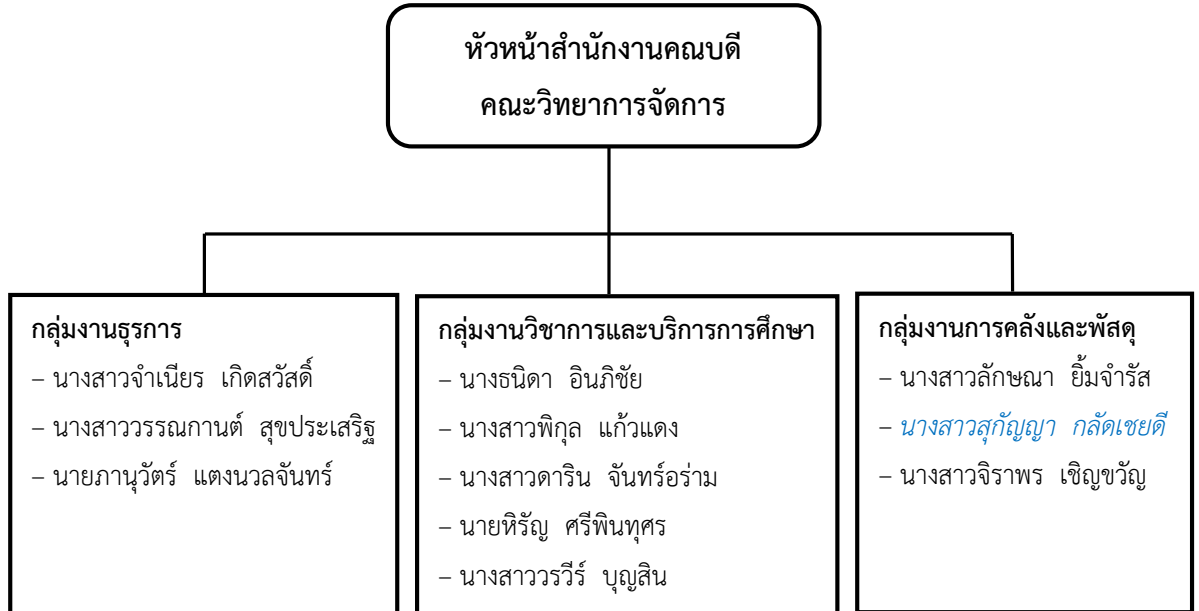 หัวหน้าสำนักงานคณบดี
คณะวิทยาการจัดการ
กลุ่มงานธุรการ
– นางสาวจำเนียร เกิดสวัสดิ์
– นางสาววรรณกานต์ สุขประเสริฐ
– นายภานุวัตร์ แตงนวลจันทร์
กลุ่มงานวิชาการและบริการการศึกษา
– นางธนิดา อินภิชัย
– นางสาวพิกุล แก้วแดง
– นางสาวดาริน จันทร์อร่าม
– นายหิรัญ ศรีพินทุศร
– นางสาววรวีร์ บุญสิน
กลุ่มงานการคลังและพัสดุ
– นางสาวลักษณา ยิ้มจำรัส
– นางสาวสุกัญญา กลัดเชยดี
– นางสาวจิราพร เชิญขวัญ